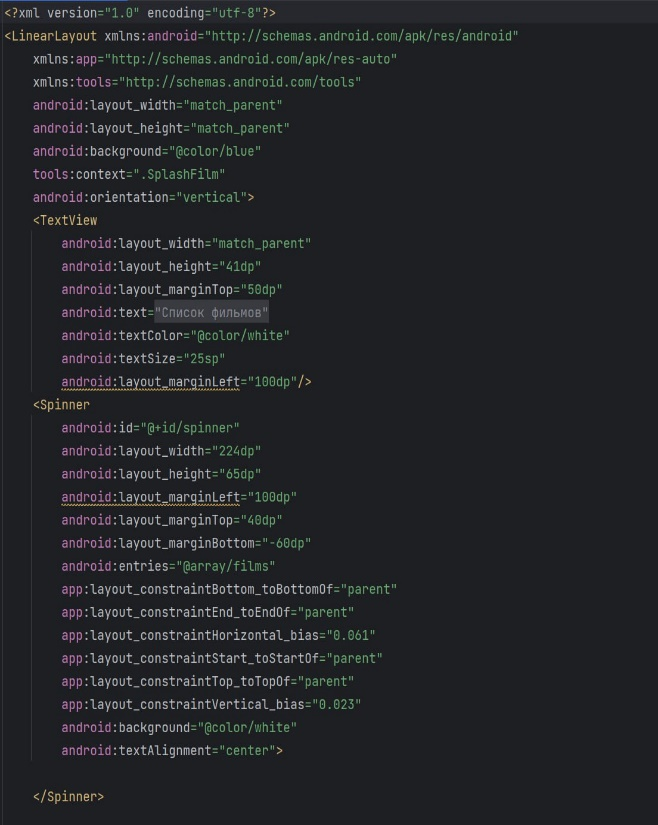 <?xml version="1.0" encoding="utf-8"?>
<LinearLayout xmlns:android="http://schemas.android.com/apk/res/android"
    xmlns:app="http://schemas.android.com/apk/res-auto"
    xmlns:tools="http://schemas.android.com/tools"
    android:layout_width="match_parent"
    android:layout_height="match_parent"
    android:background="@color/blue"
    tools:context=".SplashFilm"
    android:orientation="vertical">
    <TextView
        android:layout_width="match_parent"
        android:layout_height="41dp"
        android:layout_marginTop="50dp"
        android:text="Список фильмов"
        android:textColor="@color/white"
        android:textSize="25sp"
        android:layout_marginLeft="100dp"/>
    <Spinner
        android:id="@+id/spinner"
        android:layout_width="224dp"
        android:layout_height="65dp"
        android:layout_marginLeft="100dp"
        android:layout_marginTop="40dp"
        android:layout_marginBottom="-60dp"
        android:entries="@array/films"
        app:layout_constraintBottom_toBottomOf="parent"
        app:layout_constraintEnd_toEndOf="parent"
        app:layout_constraintHorizontal_bias="0.061"
        app:layout_constraintStart_toStartOf="parent"
        app:layout_constraintTop_toTopOf="parent"
        app:layout_constraintVertical_bias="0.023"
        android:background="@color/white"
        android:textAlignment="center">
    </Spinner>